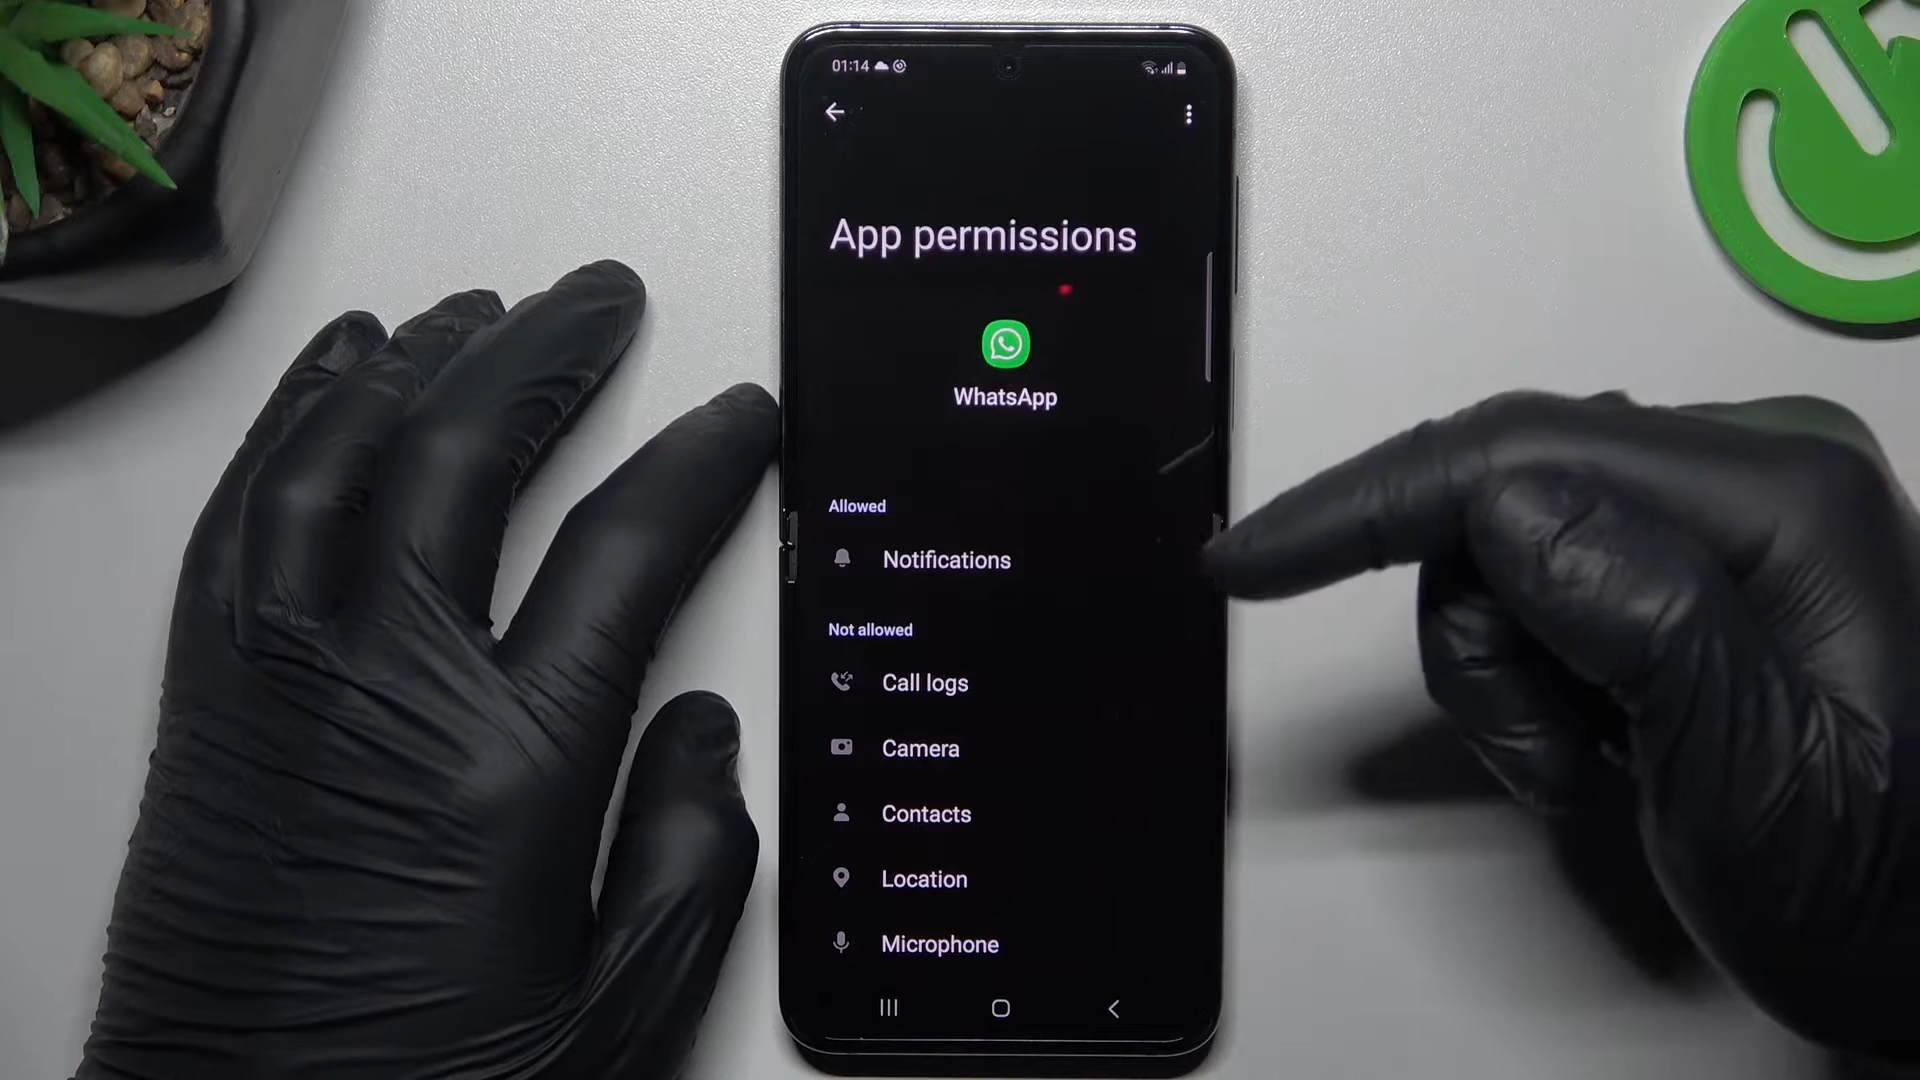 01:14
App permissions
WhatsApp
Allowed
Notifications
Not allowed
Call logs
Camera
Contacts
Location
Microphone